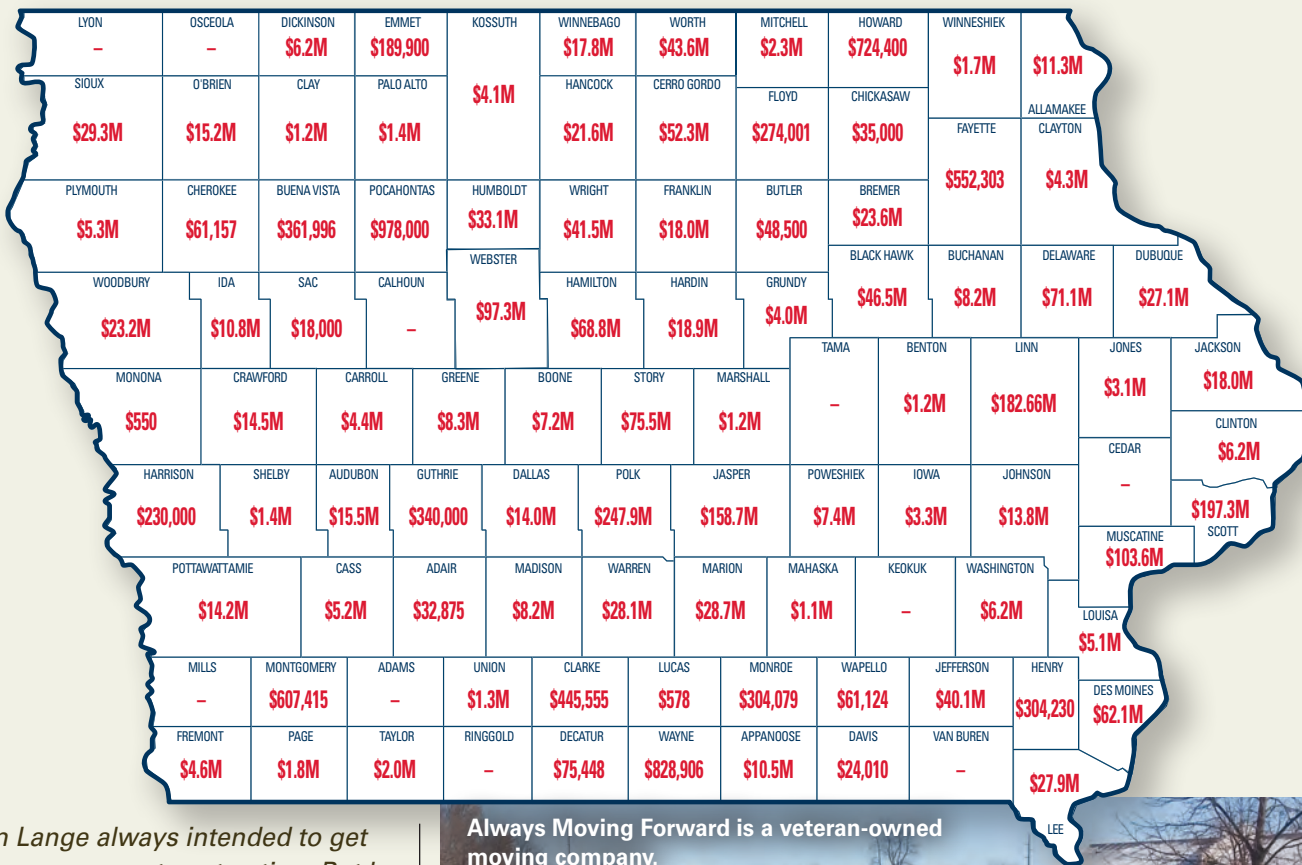 LYON
–
OSCEOLA
–
DICKINSON
$6.2M
EMMET
$189,900
KOSSUTH
$4.1M
WINNEBAGO
$17.8M
WORTH
$43.6M
MITCHELL
$2.3M
HOWARD
$724,400
WINNESHIEK
$1.7M
$11.3M
ALLAMAKEE
SIOUX
$29.3M
O'BRIEN
$15.2M
CLAY
$1.2M
PALO ALTO
$1.4M
HANCOCK
$21.6M
CERRO GORDO
$52.3M
FLOYD
$274,001
CHICKASAW
$35,000
FAYETTE
$552,303
CLAYTON
$4.3M
PLYMOUTH
$5.3M
CHEROKEE
$61,157
BUENA VISTA
$361,996
POCAHONTAS
$978,000
HUMBOLDT
$33.1M
WRIGHT
$41.5M
FRANKLIN
$18.0M
BUTLER
$48,500
BREMER
$23.6M
WOODBURY
$23.2M
IDA
$10.8M
SAC
$18,000
CALHOUN
–
WEBSTER
$97.3M
HAMILTON
$68.8M
HARDIN
$18.9M
GRUNDY
$4.0M
BLACK HAWK
$46.5M
BUCHANAN
$8.2M
DELAWARE
$71.1M
DUBUQUE
$27.1M
MONONA
$550
CRAWFORD
$14.5M
CARROLL
$4.4M
GREENE
$8.3M
BOONE
$7.2M
STORY
$75.5M
MARSHALL
$1.2M
TAMA
–
BENTON
$1.2M
LINN
$182.66M
JONES
$3.1M
JACKSON
$18.0M
CLINTON
$6.2M
HARRISON
$230,000
SHELBY
$1.4M
AUDUBON
$15.5M
GUTHRIE
$340,000
DALLAS
$14.0M
POLK
$247.9M
JASPER
$158.7M
POWESHIEK
$7.4M
IOWA
$3.3M
JOHNSON
$13.8M
CEDAR
–
$197.3M
SCOTT
MUSCATINE
$103.6M
POTTAWATTAMIE
$14.2M
CASS
$5.2M
ADAIR
$32,875
MADISON
$8.2M
WARREN
$28.1M
MARION
$28.7M
MAHASKA
$1.1M
KEOKUK
–
WASHINGTON
$6.2M
LOUISA
$5.1M
MILLS
–
MONTGOMERY
$607,415
ADAMS
–
UNION
$1.3M
CLARKE
$445,555
LUCAS
$578
MONROE
$304,079
WAPELLO
$61,124
JEFFERSON
$40.1M
HENRY
$304,230
DES MOINES
$62.1M
FREMONT
$4.6M
PAGE
$1.8M
TAYLOR
$2.0M
RINGGOLD
–
DECATUR
$75,448
WAYNE
$828,906
APPANOOSE
$10.5M
DAVIS
$24,010
VAN BUREN
–
$27.9M
LEE
n Lange always intended to get
Always Moving Forward is a veteran-owned
moving company.